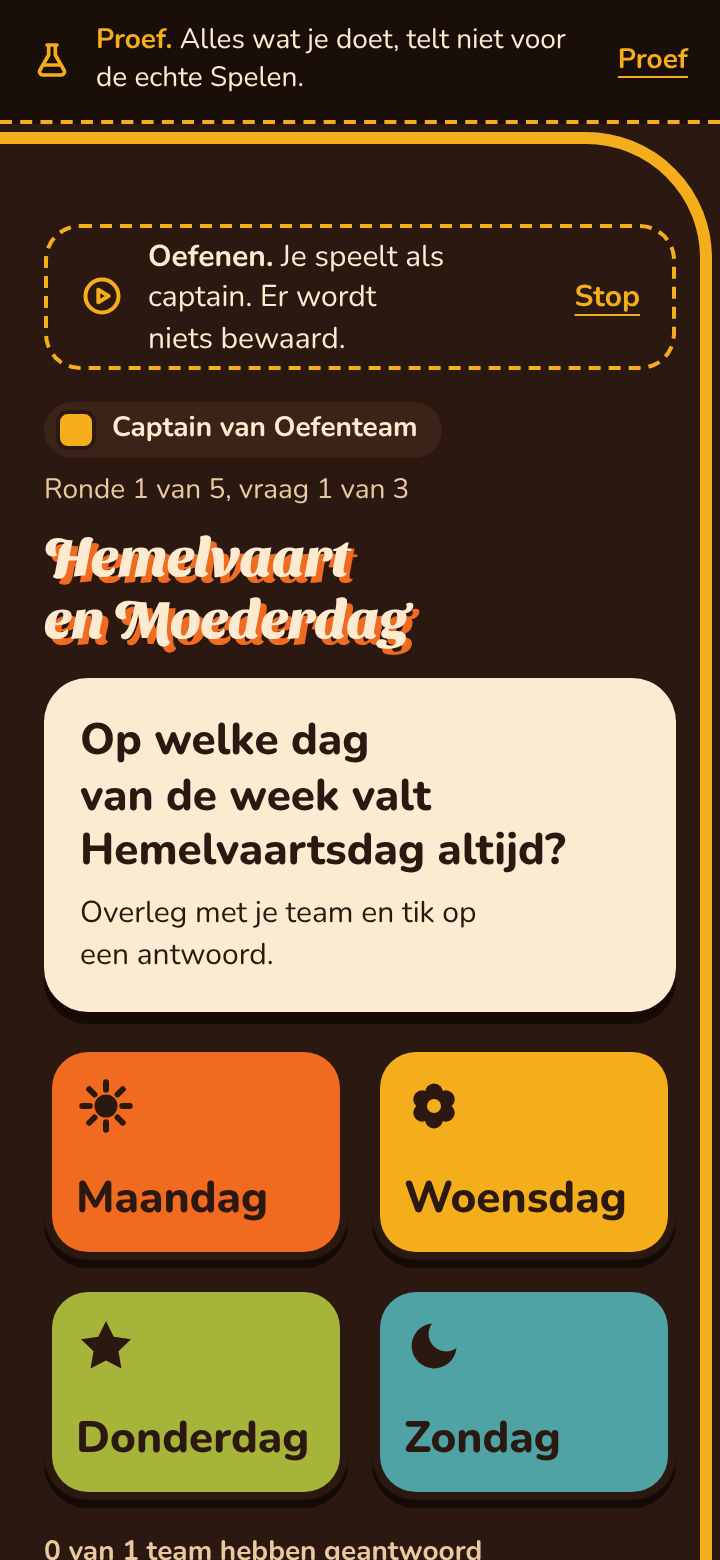 Proef. Alles wat je doet, telt niet voor
de echte Spelen.
Proef
Oefenen. Je speelt als
captain. Er wordt
niets bewaard.
Stop
Captain van Oefenteam
Ronde 1 van 5, vraag 1 van 3
Hemelvaart
en Moederdag
Op welke dag
van de week valt
Hemelvaartsdag altijd?
Overleg met je team en tik op
een antwoord.
Maandag
Woensdag
Donderdag
Zondag
0 van 1 team hebben geantwoord